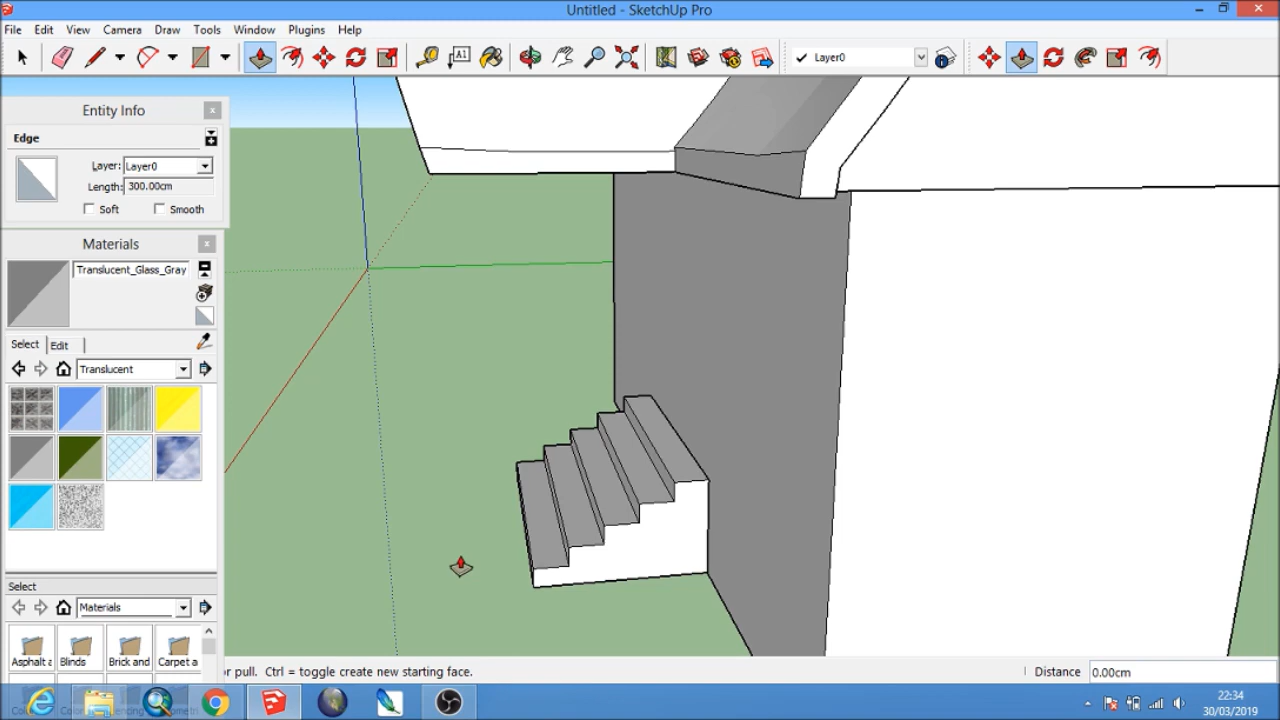 Untitled - SketchUp Pro
File Edit View Camera Draw Tools Window Plugins Help
A1
Layer0
Entity Info
Edge
Layer: Layer0
Length: 300.00cm
Soft Smooth
Materials
Translucent_Glass_Gray
Select Edit
Translucent
Select
Materials
Asphalt a Blinds Brick and Carpet a
r pull. Ctrl = toggle create new starting face.
Distance 0.00cm
22:34
30/03/2019